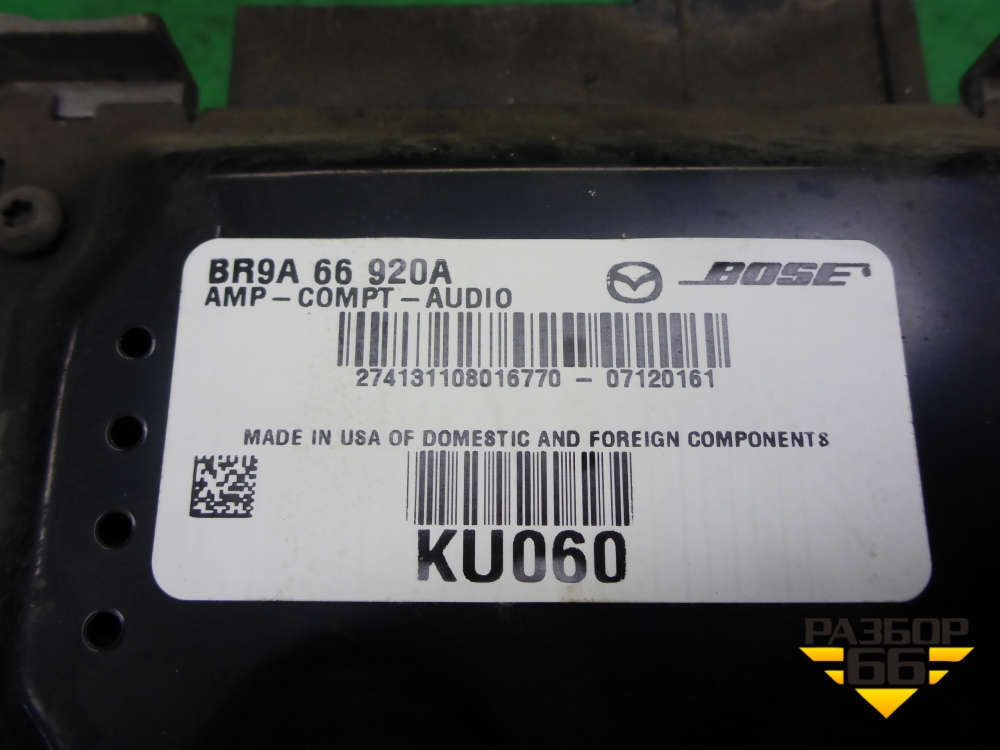 BR9A 66 920A
BOSE
AMP-COMPT-AUDIO
274131108016770 - 07120161
MADE IN USA OF DOMESTIC AND FOREIGN COMPONENTS
KU060
РАЗБОР
66